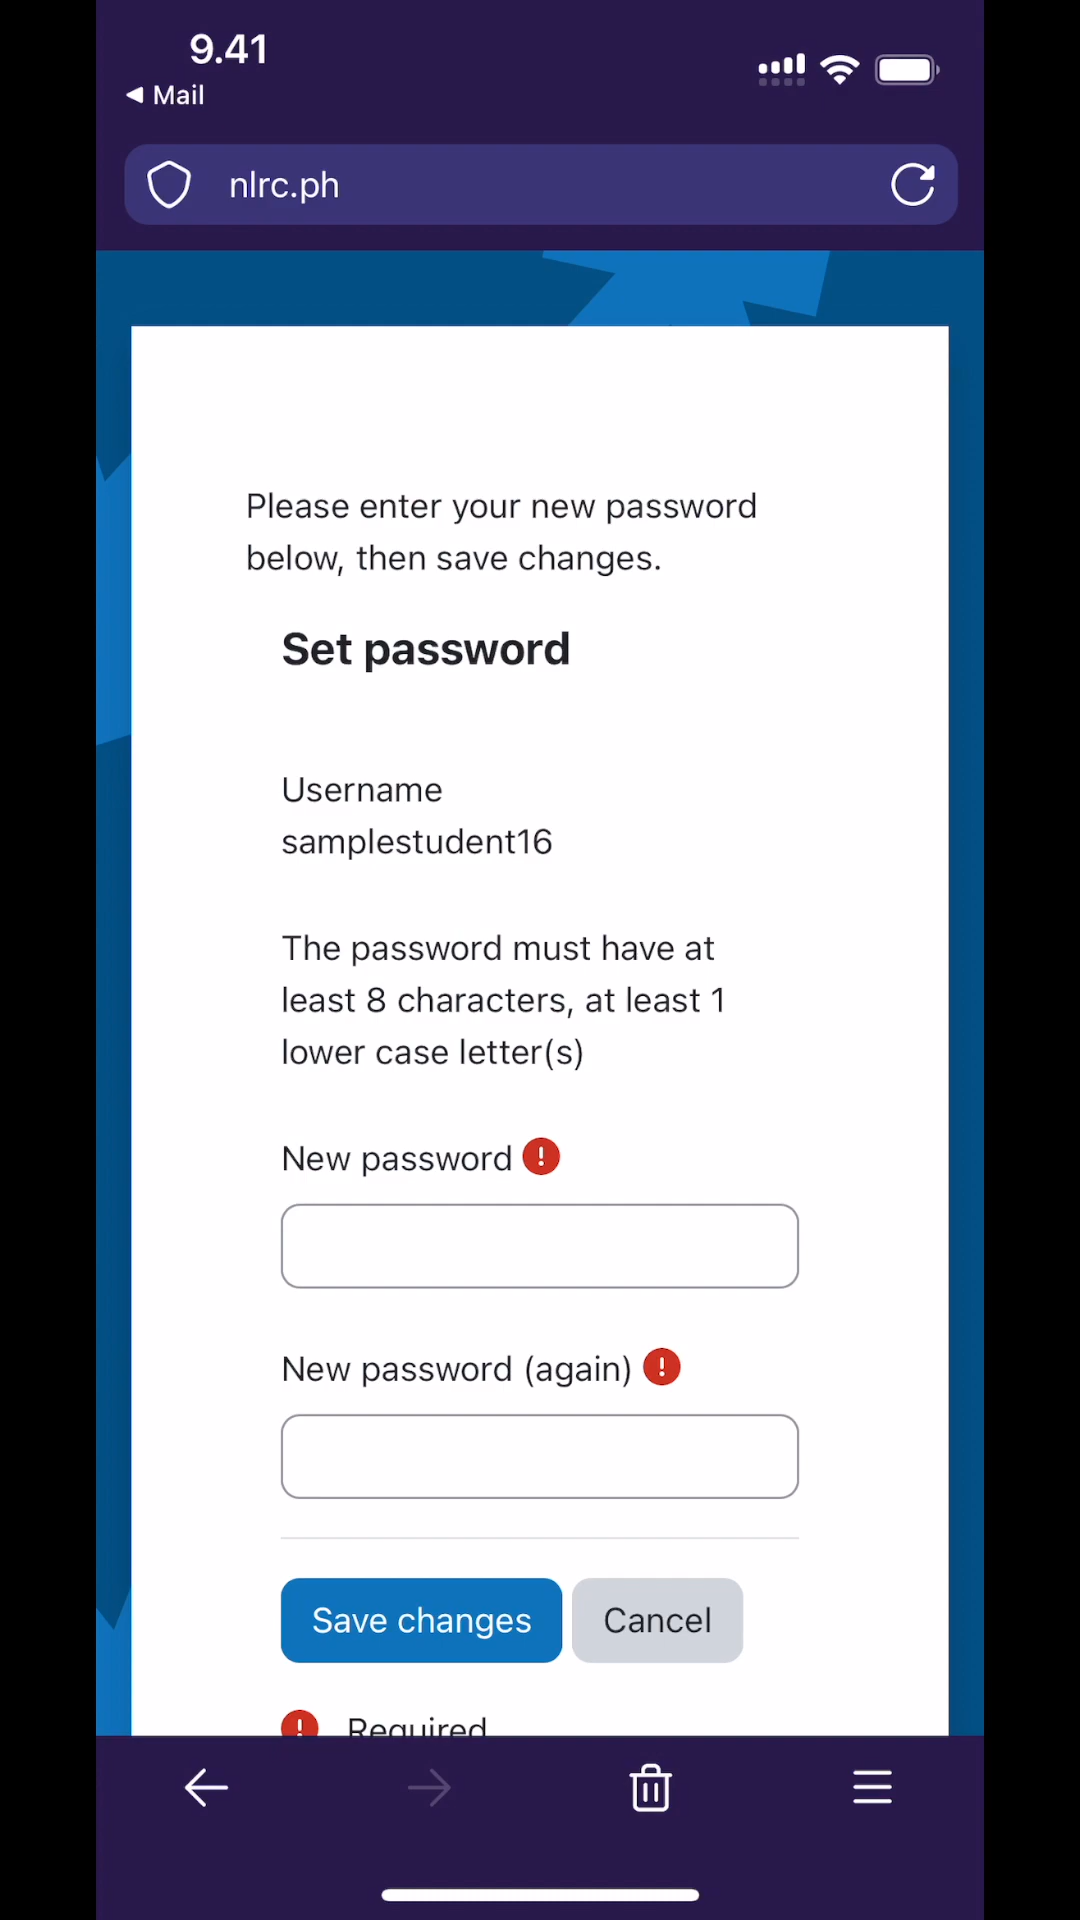 9.41
◀ Mail
nlrc.ph
Please enter your new password
below, then save changes.
Set password
Username
samplestudent16
The password must have at
least 8 characters, at least 1
lower case letter(s)
New password
New password (again)
Save changes Cancel
Required